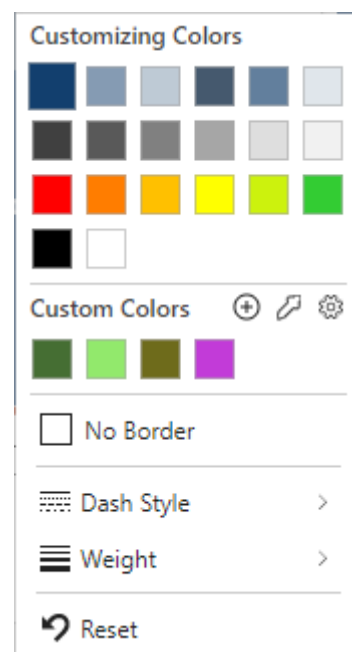 Customizing Colors
Custom Colors
No Border
Dash Style
Weight
Reset